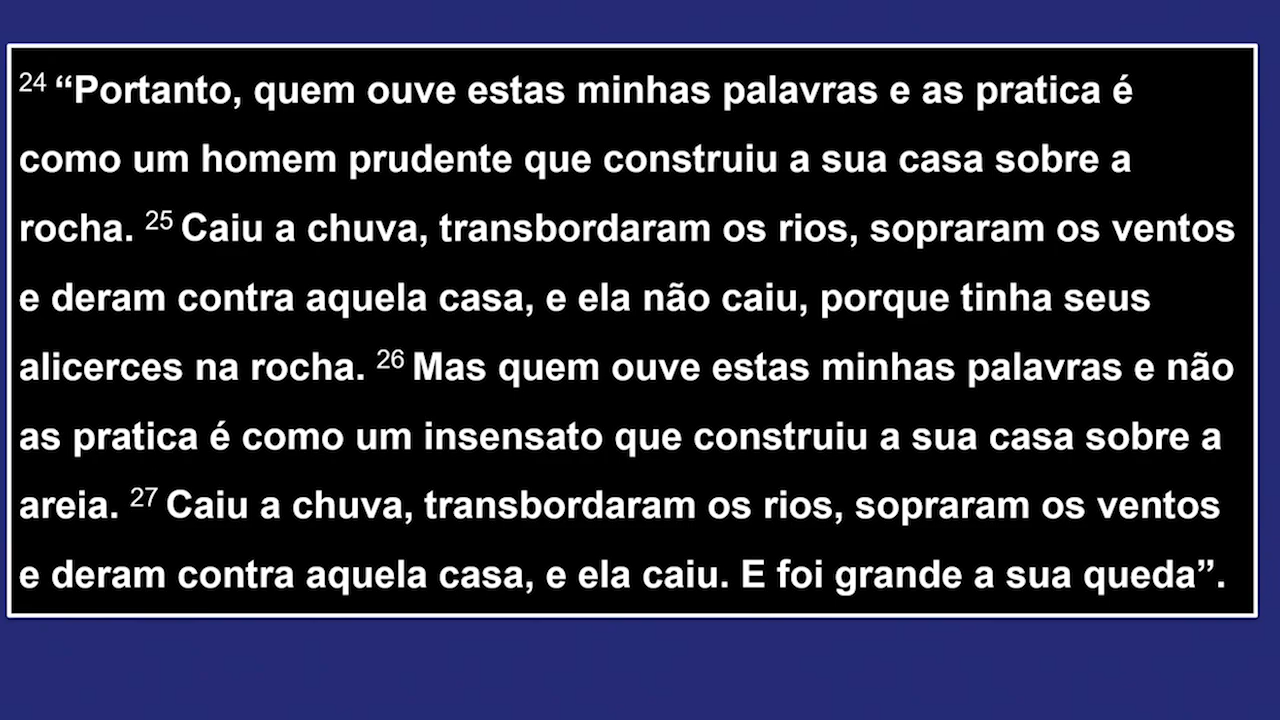 24 “Portanto, quem ouve estas minhas palavras e as pratica é
como um homem prudente que construiu a sua casa sobre a
rocha. 25 Caiu a chuva, transbordaram os rios, sopraram os ventos
e deram contra aquela casa, e ela não caiu, porque tinha seus
alicerces na rocha. 26 Mas quem ouve estas minhas palavras e não
as pratica é como um insensato que construiu a sua casa sobre a
areia. 27 Caiu a chuva, transbordaram os rios, sopraram os ventos
e deram contra aquela casa, e ela caiu. E foi grande a sua queda”.